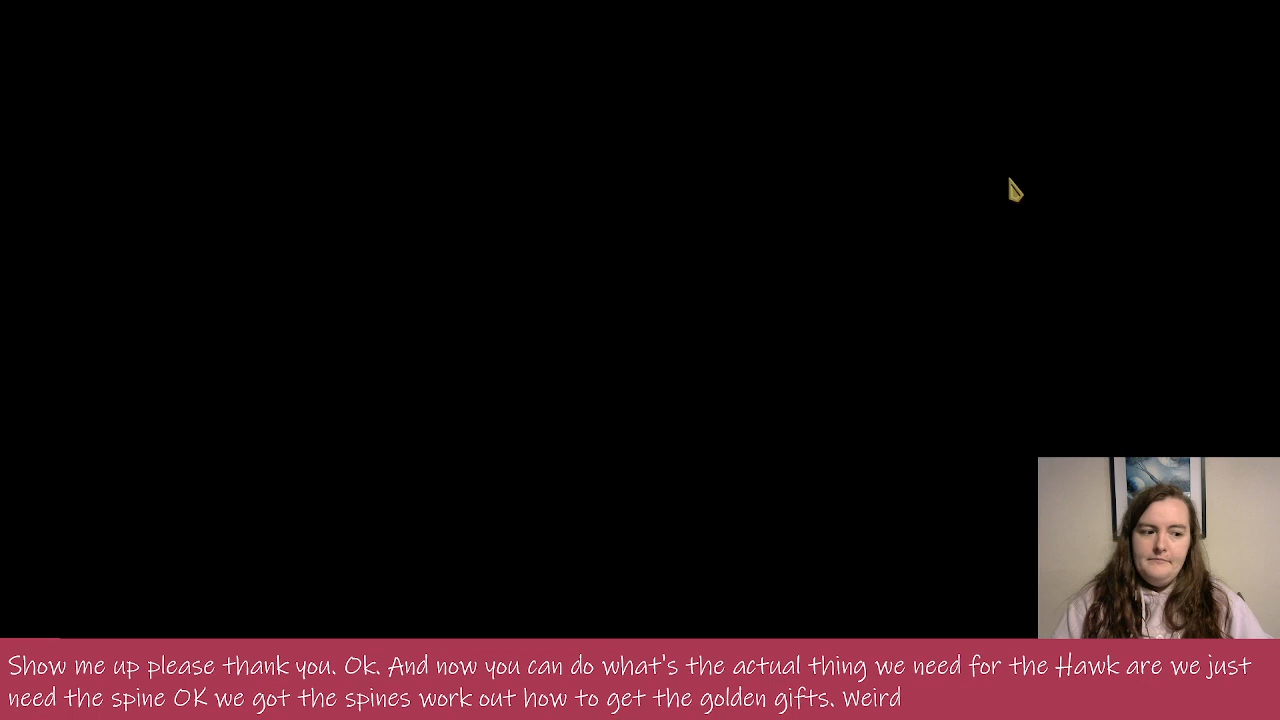 Show me up please thank you. Ok. And now you can do what's the actual thing we need for the Hawk are we just
need the spine OK we got the spines work out how to get the golden gifts. Weird